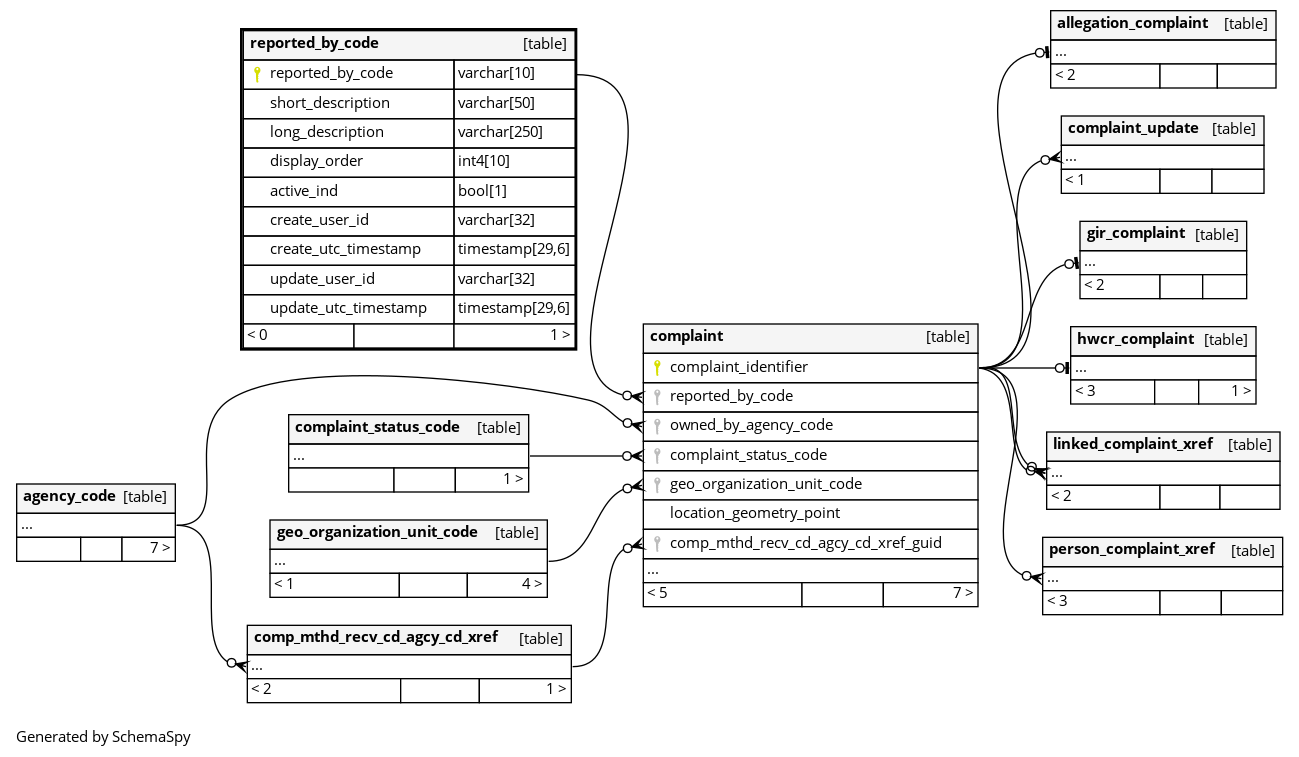 reported_by_code [table]
reported_by_code varchar[10]
short_description varchar[50]
long_description varchar[250]
display_order int4[10]
active_ind bool[1]
create_user_id varchar[32]
create_utc_timestamp timestamp[29,6]
update_user_id varchar[32]
update_utc_timestamp timestamp[29,6]
< 0 1 >
complaint_status_code [table]
...
1 >
agency_code [table]
...
7 >
geo_organization_unit_code [table]
...
< 1 4 >
comp_mthd_recv_cd_agcy_cd_xref [table]
...
< 2 1 >
complaint [table]
complaint_identifier
reported_by_code
owned_by_agency_code
complaint_status_code
geo_organization_unit_code
location_geometry_point
comp_mthd_recv_cd_agcy_cd_xref_guid
...
< 5 7 >
allegation_complaint [table]
...
< 2
complaint_update [table]
...
< 1
gir_complaint [table]
...
< 2
hwcr_complaint [table]
...
< 3 1 >
linked_complaint_xref [table]
...
< 2
person_complaint_xref [table]
...
< 3
Generated by SchemaSpy